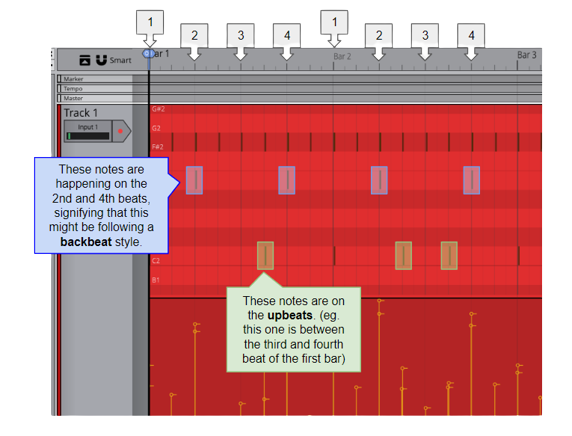 1 2 3 4 1 2 3 4
Smart Bar 1 Bar 2 Bar 3
Marker
Tempo
Master
Track 1
Input 1
G#2
G2
F#2
These notes are
happening on the
2nd and 4th beats,
signifying that this
might be following a
backbeat style.
C2
B1
These notes are on
the upbeats. (eg.
this one is between
the third and fourth
beat of the first bar)